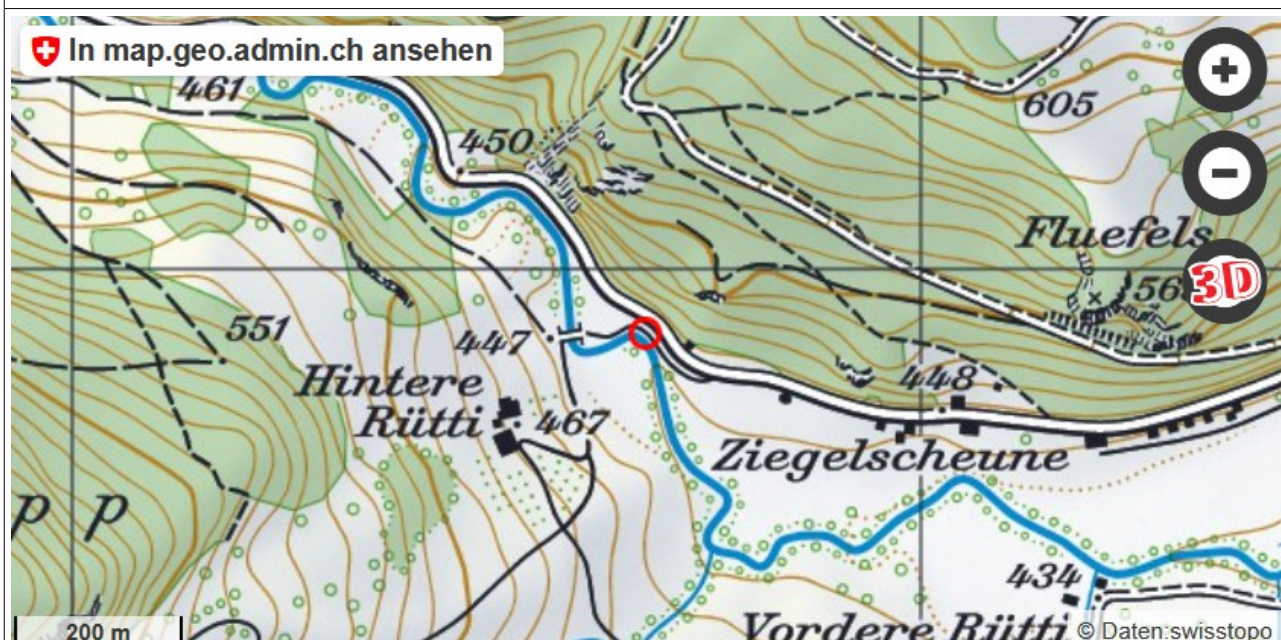 In map.geo.admin.ch ansehen
461
605
450
Fluefels
56
3D
551
447
Hintere
Rütti
467
448
Ziegelscheune
p p
434
Vordere Rütti
200 m
© Daten:swisstopo